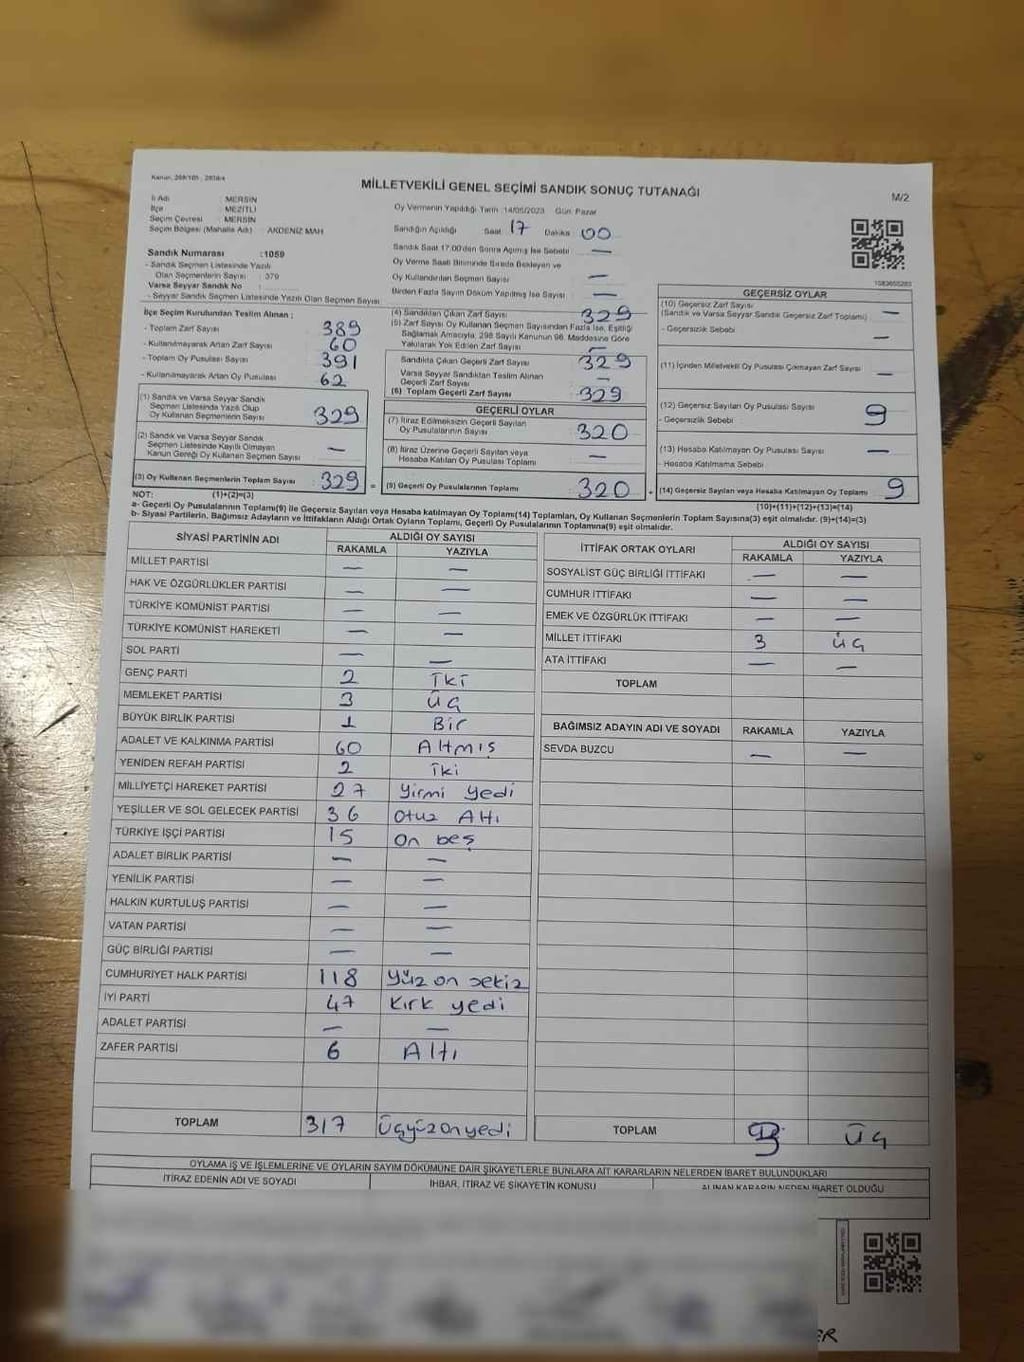 Kanun, 298/105 , 2839/4
MİLLETVEKİLİ GENEL SEÇİMİ SANDIK SONUÇ TUTANAĞI
M/2
İl Adı : MERSİN
İlçe : MEZİTLİ
Seçim Çevresi : MERSİN
Seçim Bölgesi (Mahalle Adı) : AKDENİZ MAH
Oy Vermenin Yapıldığı Tarih :14/05/2023 Gün: Pazar
Sandığın Açıldığı Saat 17 Dakika 00
Sandık Saat 17:00'den Sonra Açılmış İse Sebebi —
Oy Verme Saati Bitiminde Sırada Bekleyen ve
Oy Kullandırılan Seçmen Sayısı —
Birden Fazla Sayım Döküm Yapılmış İse Sayısı —
Sandık Numarası :1059
- Sandık Seçmen Listesinde Yazılı
Olan Seçmenlerin Sayısı : 379
Varsa Seyyar Sandık No :
- Seyyar Sandık Seçmen Listesinde Yazılı Olan Seçmen Sayısı
İlçe Seçim Kurulundan Teslim Alınan ;
- Toplam Zarf Sayısı 389
- Kullanılmayarak Artan Zarf Sayısı 60
- Toplam Oy Pusulası Sayısı 391
- Kullanılmayarak Artan Oy Pusulası 62
(1) Sandık ve Varsa Seyyar Sandık
Seçmen Listesinde Yazılı Olup
Oy Kullanan Seçmenlerin Sayısı 329
(2) Sandık ve Varsa Seyyar Sandık
Seçmen Listesinde Kayıtlı Olmayan
Kanun Gereği Oy Kullanan Seçmen Sayısı —
(3) Oy Kullanan Seçmenlerin Toplam Sayısı 329 =
(4) Sandıktan Çıkan Zarf Sayısı 329
(5) Zarf Sayısı Oy Kullanan Seçmen Sayısından Fazla İse, Eşitliği
Sağlamak Amacıyla, 298 Sayılı Kanunun 98. Maddesine Göre
Yakılarak Yok Edilen Zarf Sayısı —
Sandıkta Çıkan Geçerli Zarf Sayısı 329
Varsa Seyyar Sandıktan Teslim Alınan
Geçerli Zarf Sayısı —
(6) Toplam Geçerli Zarf Sayısı 329
GEÇERLİ OYLAR
(7) İtiraz Edilmeksizin Geçerli Sayılan
Oy Pusulalarının Sayısı 320
(8) İtiraz Üzerine Geçerli Sayılan veya
Hesaba Katılan Oy Pusulası Toplamı —
(9) Geçerli Oy Pusulalarının Toplamı 320 +
GEÇERSİZ OYLAR
(10) Geçersiz Zarf Sayısı
(Sandık ve Varsa Seyyar Sandık Geçersiz Zarf Toplamı) —
- Geçersizlik Sebebi —
(11) İçinden Milletvekili Oy Pusulası Çıkmayan Zarf Sayısı —
(12) Geçersiz Sayılan Oy Pusulası Sayısı 9
- Geçersizlik Sebebi
(13) Hesaba Katılmayan Oy Pusulası Sayısı —
- Hesaba Katılmama Sebebi
(14) Geçersiz Sayılan veya Hesaba Katılmayan Oy Toplamı 9
NOT: (1)+(2)=(3)
(10)+(11)+(12)+(13)=(14)
a- Geçerli Oy Pusulalarının Toplamı(9) ile Geçersiz Sayılan veya Hesaba katılmayan Oy Toplamı(14) Toplamları, Oy Kullanan Seçmenlerin Toplam Sayısına(3) eşit olmalıdır. (9)+(14)=(3)
b- Siyasi Partilerin, Bağımsız Adayların ve İttifakların Aldığı Ortak Oyların Toplamı, Geçerli Oy Pusulalarının Toplamına(9) eşit olmalıdır.
SİYASİ PARTİNİN ADI ALDIĞI OY SAYISI
RAKAMLA YAZIYLA
MİLLET PARTİSİ — —
HAK VE ÖZGÜRLÜKLER PARTİSİ — —
TÜRKİYE KOMÜNİST PARTİSİ — —
TÜRKİYE KOMÜNİST HAREKETİ — —
SOL PARTİ — —
GENÇ PARTİ 2 İki
MEMLEKET PARTİSİ 3 Üç
BÜYÜK BİRLİK PARTİSİ 1 Bir
ADALET VE KALKINMA PARTİSİ 60 Altmış
YENİDEN REFAH PARTİSİ 2 iki
MİLLİYETÇİ HAREKET PARTİSİ 27 Yirmi yedi
YEŞİLLER VE SOL GELECEK PARTİSİ 36 Otuz Altı
TÜRKİYE İŞÇİ PARTİSİ 15 On beş
ADALET BİRLİK PARTİSİ — —
YENİLİK PARTİSİ — —
HALKIN KURTULUŞ PARTİSİ — —
VATAN PARTİSİ — —
GÜÇ BİRLİĞİ PARTİSİ — —
CUMHURİYET HALK PARTİSİ 118 Yüz on sekiz
İYİ PARTİ 47 Kırk yedi
ADALET PARTİSİ — —
ZAFER PARTİSİ 6 Altı
TOPLAM 317 Üçyüzonyedi
İTTİFAK ORTAK OYLARI ALDIĞI OY SAYISI
RAKAMLA YAZIYLA
SOSYALİST GÜÇ BİRLİĞİ İTTİFAKI — —
CUMHUR İTTİFAKI — —
EMEK VE ÖZGÜRLÜK İTTİFAKI — —
MİLLET İTTİFAKI 3 Üç
ATA İTTİFAKI — —
TOPLAM
BAĞIMSIZ ADAYIN ADI VE SOYADI RAKAMLA YAZIYLA
SEVDA BUZCU — —
TOPLAM 3 Üç
OYLAMA İŞ VE İŞLEMLERİNE VE OYLARIN SAYIM DÖKÜMÜNE DAİR ŞİKAYETLERLE BUNLARA AİT KARARLARIN NELERDEN İBARET BULUNDUKLARI
İTİRAZ EDENİN ADI VE SOYADI İHBAR, İTİRAZ VE ŞİKAYETİN KONUSU ALINAN KARARIN NEDEN İBARET OLDUĞU